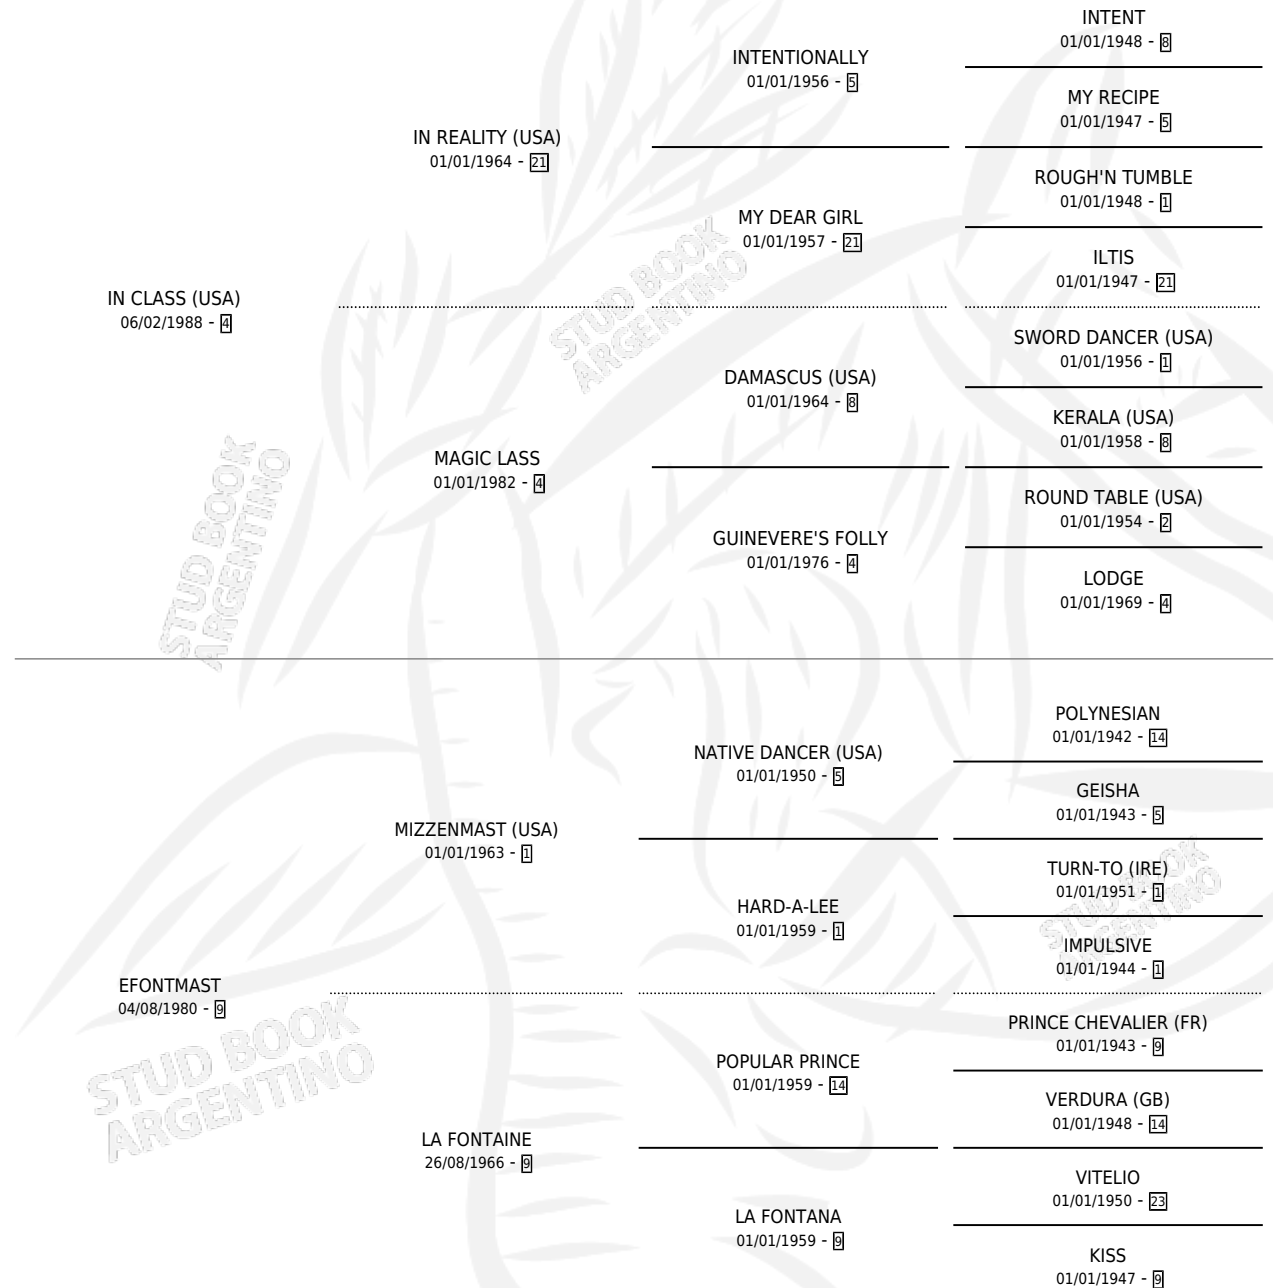 INTENT
01/01/1948 - 8
INTENTIONALLY
01/01/1956 - 5
MY RECIPE
01/01/1947 - 5
IN REALITY (USA)
01/01/1964 - 21
ROUGH'N TUMBLE
01/01/1948 - 1
MY DEAR GIRL
01/01/1957 - 21
ILTIS
01/01/1947 - 21
IN CLASS (USA)
06/02/1988 - 4
STUD BOOK
ARGENTINO
SWORD DANCER (USA)
01/01/1956 - 1
DAMASCUS (USA)
01/01/1964 - 8
KERALA (USA)
01/01/1958 - 8
MAGIC LASS
01/01/1982 - 4
ROUND TABLE (USA)
01/01/1954 - 2
GUINEVERE'S FOLLY
01/01/1976 - 4
LODGE
01/01/1969 - 4
STUD BOOK
ARGENTINO
POLYNESIAN
01/01/1942 - 14
NATIVE DANCER (USA)
01/01/1950 - 5
GEISHA
01/01/1943 - 5
MIZZENMAST (USA)
01/01/1963 - 1
TURN-TO (IRE)
01/01/1951 - 1
HARD-A-LEE
01/01/1959 - 1
IMPULSIVE
01/01/1944 - 1
STUD BOOK
ARGENTINO
EFONTMAST
04/08/1980 - 9
PRINCE CHEVALIER (FR)
01/01/1943 - 9
POPULAR PRINCE
01/01/1959 - 14
VERDURA (GB)
01/01/1948 - 14
STUD BOOK
ARGENTINO
LA FONTAINE
26/08/1966 - 9
VITELIO
01/01/1950 - 23
LA FONTANA
01/01/1959 - 9
KISS
01/01/1947 - 9